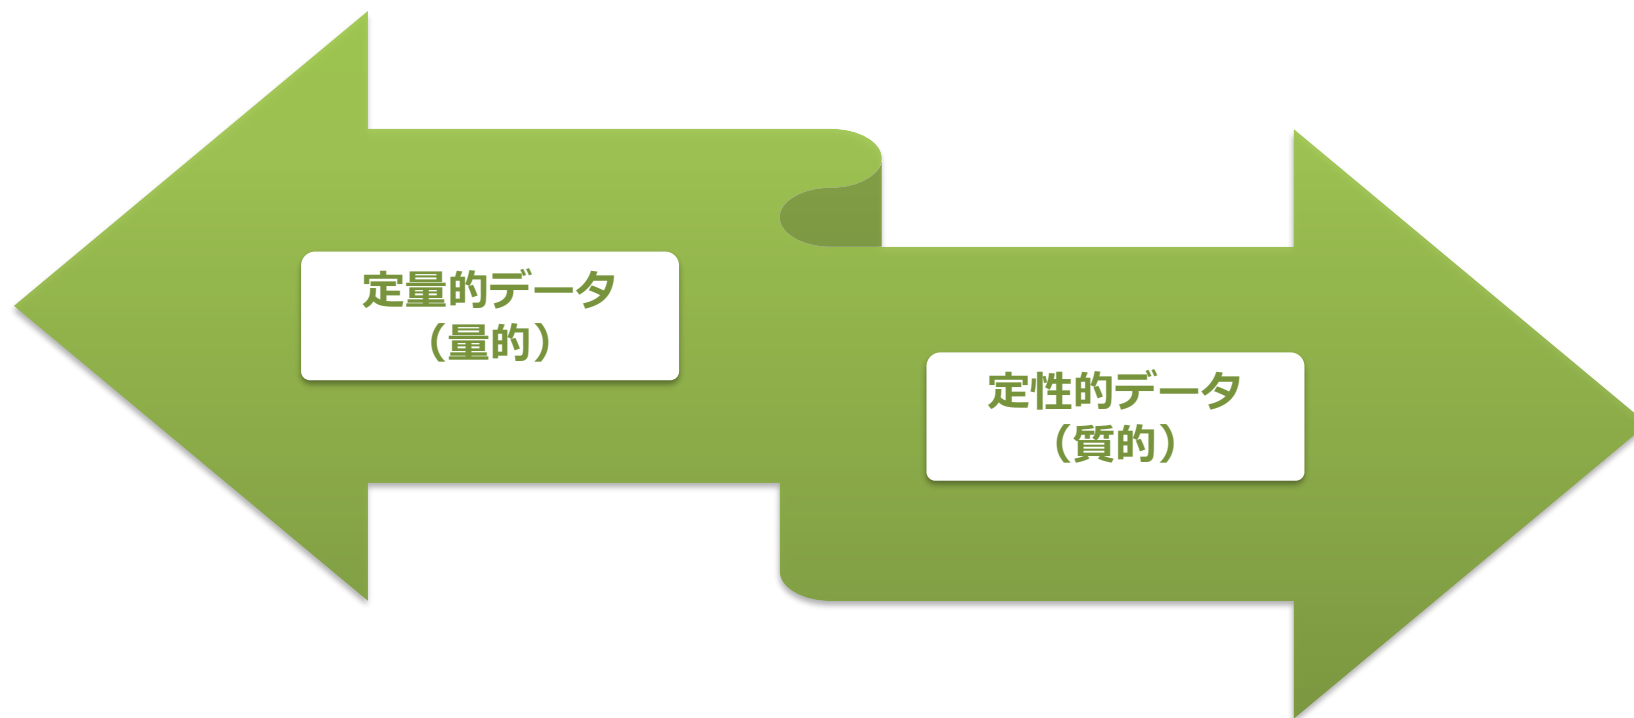 定量的データ
（量的）
定性的データ
（質的）